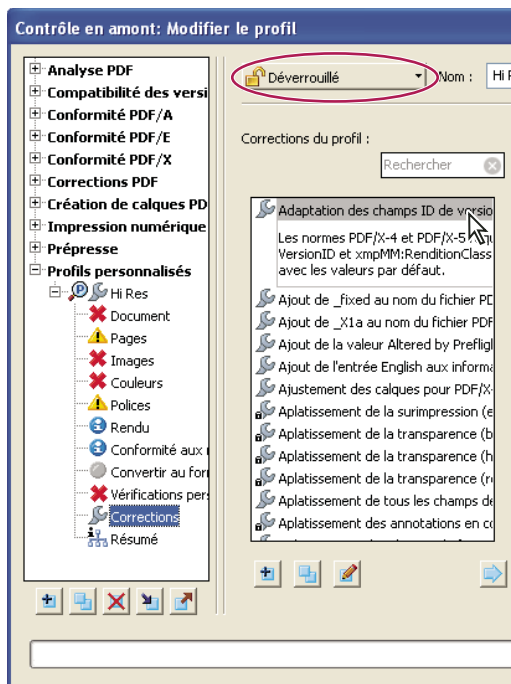 Contrôle en amont: Modifier le profil
Analyse PDF
Compatibilité des versi
Conformité PDF/A
Conformité PDF/E
Conformité PDF/X
Corrections PDF
Création de calques PD
Impression numérique
Prépresse
Profils personnalisés
Hi Res
Document
Pages
Images
Couleurs
Polices
Rendu
Conformité aux
Convertir au for
Vérifications per
Corrections
Résumé
Déverrouillé
Nom :
Hi
Corrections du profil :
Rechercher
Adaptation des champs ID de versio
Les normes PDF/X-4 et PDF/X-5
VersionID et xmpMM:RenditionClass
avec les valeurs par défaut.
Ajout de _fixed au nom du fichier PD
Ajout de _X1a au nom du fichier PDF
Ajout de la valeur Altered by Preflig
Ajout de l'entrée English aux informa
Ajustement des calques pour PDF/X-
Aplatissement de la surimpression (e
Aplatissement de la transparence (b
Aplatissement de la transparence (h
Aplatissement de la transparence (r
Aplatissement de tous les champs de
Aplatissement des annotations en co